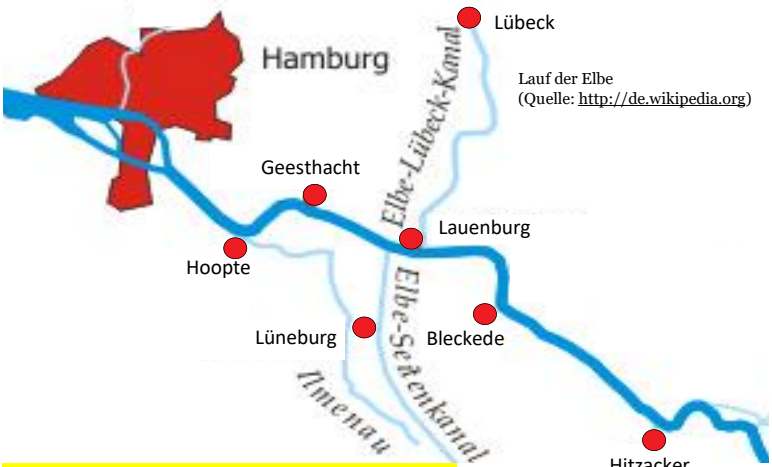 Lübeck
Hamburg
Lauf der Elbe
(Quelle: http://de.wikipedia.org)
Elbe-Lübeck-Kanal
Geesthacht
Lauenburg
Hoopte
Elbe-Seitenkanal
Lüneburg
Bleckede
Ilmenau
Hitzacker